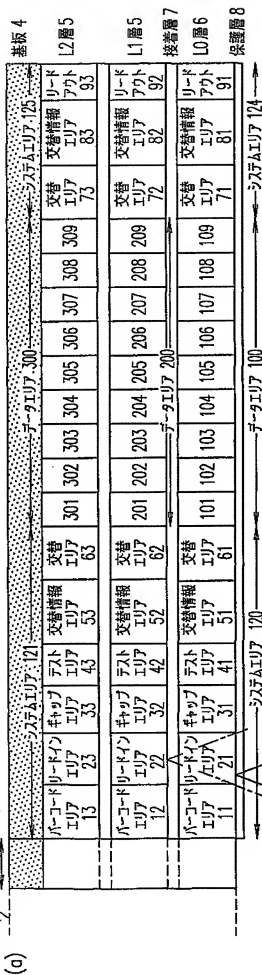 (a)
2
システムエリア 121
データエリア 300
システムエリア 125
基板 4
バーコード
エリア
13
リードイン
23
ギャップ
33
テスト
エリア
43
交替情報
エリア
53
交替
エリア
63
301 302 303 304 305 306 307 308 309
交替
エリア
73
交替情報
エリア
83
リード
アウト
93
L2層5
バーコード
エリア
12
リードイン
22
ギャップ
32
テスト
エリア
42
交替情報
エリア
52
交替
エリア
62
201 202 203 204 205 206 207 208 209
交替
エリア
72
交替情報
エリア
82
リード
アウト
92
L1層5
データエリア 200
接着層7
バーコード
エリア
11
リードイン
エリア
21
ギャップ
31
テスト
エリア
41
交替情報
エリア
51
交替
エリア
61
101 102 103 104 105 106 107 108 109
交替
エリア
71
交替情報
エリア
81
リード
アウト
91
L0層6
システムエリア 120
データエリア 100
システムエリア 124
保護層8